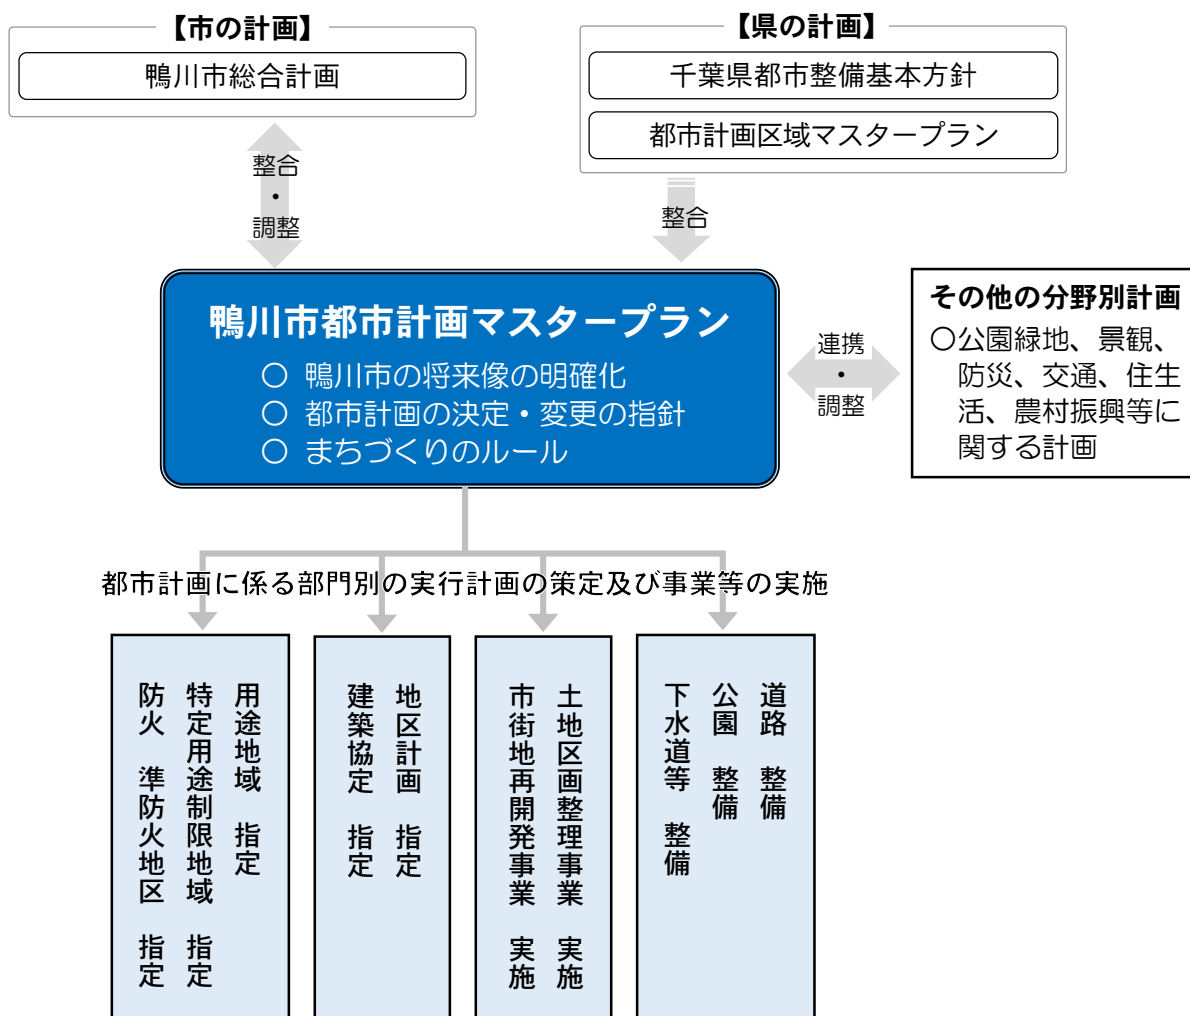 【市の計画】
鴨川市総合計画
【県の計画】
千葉県都市整備基本方針
都市計画区域マスタープラン
整合
・
調整
整合
鴨川市都市計画マスタープラン
○ 鴨川市の将来像の明確化
○ 都市計画の決定・変更の指針
○ まちづくりのルール
連携
・
調整
その他の分野別計画
○公園緑地、景観、
防災、交通、住生
活、農村振興等に
関する計画
都市計画に係る部門別の実行計画の策定及び事業等の実施
用途地域 指定
特定用途制限地域 指定
防火 準防火地区 指定
地区計画 指定
建築協定 指定
土地区画整理事業 実施
市街地再開発事業 実施
道路 整備
公園 整備
下水道等 整備